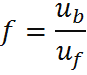 f = u_b / u_f